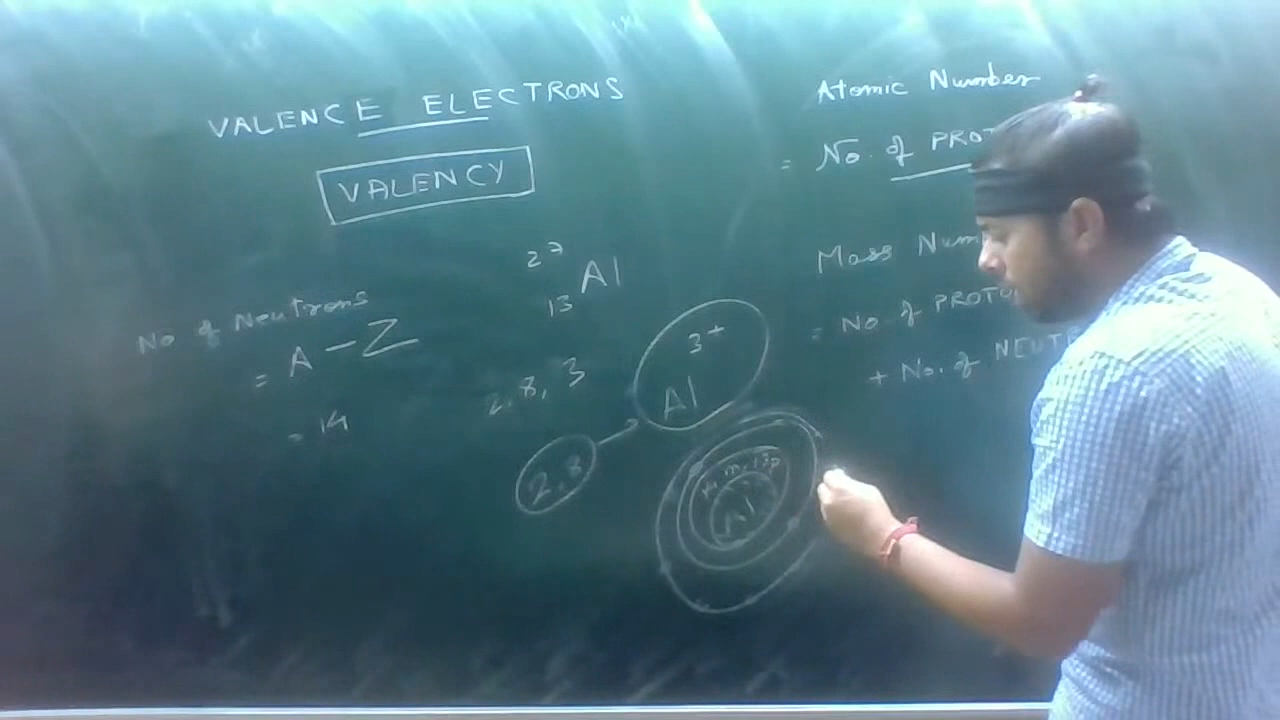 VALENCE ELECTRONS
VALENCY
No of Neutrons
= A - Z
= 14
27
13 Al
2, 8, 3
2.8
3+
Al
Al
Atomic Number
= No. of PROT
Mass Num
= No. of PROTO
+ No. of NEUT